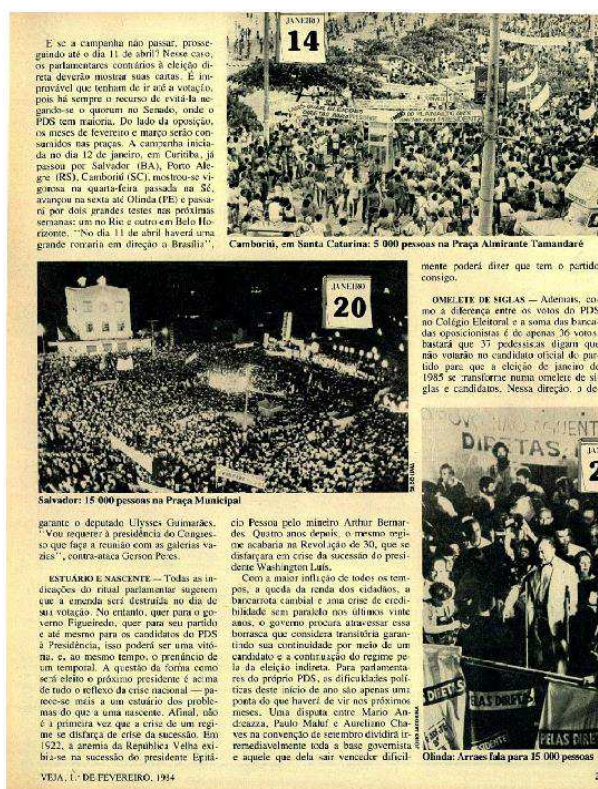 E se a campanha não passar, prosse-
guindo até o dia 11 de abril? Nesse caso,
os parlamentares contrários à eleição di-
reta deverão mostrar suas cartas. É im-
provável que tenham de ir até a votação,
pois há sempre o recurso de evitá-la ne-
gando-se o quorum no Senado, onde o
PDS tem maioria. Do lado da oposição,
os meses de fevereiro e março serão con-
sumidos nas praças. A campanha inicia-
da no dia 12 de janeiro, em Curitiba, já
passou por Salvador (BA), Porto Ale-
gre (RS), Camboriú (SC), mostrou-se vi-
gorosa na quarta-feira passada na Sé,
avançou na sexta até Olinda (PE) e passa-
rá por dois grandes testes nas próximas
semanas: um no Rio e outro em Belo Ho-
rizonte. "No dia 11 de abril haverá uma
grande romaria em direção a Brasília",
JANEIRO
14
Camboriú, em Santa Catarina: 5 000 pessoas na Praça Almirante Tamandaré
JANEIRO
20
Salvador: 15 000 pessoas na Praça Municipal
garante o deputado Ulysses Guimarães.
"Vou requerer à presidência do Congres-
so que faça a reunião com as galerias va-
zias", contra-ataca Gerson Peres.
ESTUÁRIO E NASCENTE — Todas as in-
dicações do ritual parlamentar sugerem
que a emenda será destruída no dia de
sua votação. No entanto, quer para o go-
verno Figueiredo, quer para seu partido
e até mesmo para os candidatos do PDS
à Presidência, isso poderá ser uma vitó-
ria, e, ao mesmo tempo, o prenúncio de
um temporal. A questão da forma como
será eleito o próximo presidente é acima
de tudo o reflexo da crise nacional — pa-
rece-se mais a um estuário dos proble-
mas do que a uma nascente. Afinal, não
é a primeira vez que a crise de um regi-
me se disfarça de crise da sucessão. Em
1922, a anemia da República Velha exi-
bia-se na sucessão do presidente Epitá-
cio Pessoa pelo mineiro Arthur Bernar-
des. Quatro anos depois, o mesmo regi-
me acabaria na Revolução de 30, que se
disfarçara em crise da sucessão do presi-
dente Washington Luís.
Com a maior inflação de todos os tem-
pos, a queda da renda dos cidadãos, a
bancarrota cambial e uma crise de credi-
bilidade sem paralelo nos últimos vinte
anos, o governo procura atravessar essa
borrasca que considera transitória garan-
tindo sua continuidade por meio de um
candidato e a continuação do regime pe-
la da eleição indireta. Para parlamenta-
res do próprio PDS, as dificuldades polí-
ticas deste início de ano são apenas uma
ponta do que haverá de vir nos próximos
meses. Uma disputa entre Mario An-
dreazza, Paulo Maluf e Aureliano Cha-
ves na convenção de setembro dividirá ir-
remediavelmente toda a base governista
e aquele que dela sair vencedor dificil-
mente poderá dizer que tem o partido
consigo.
OMELETE DE SIGLAS — Ademais, co-
mo a diferença entre os votos do PDS
no Colégio Eleitoral e a soma das banca-
das oposicionistas é de apenas 36 votos,
bastará que 37 pedessistas digam que
não votarão no candidato oficial do par-
tido para que a eleição de janeiro de
1985 se transforme numa omelete de si-
glas e candidatos. Nessa direção, o de-
DIRETAS,
JAN
2
DIRETAS
PELAS DIRETAS
PELAS DIRE
Olinda: Arraes fala para 15 000 pessoas
VEJA, 1.º DE FEVEREIRO, 1984
2